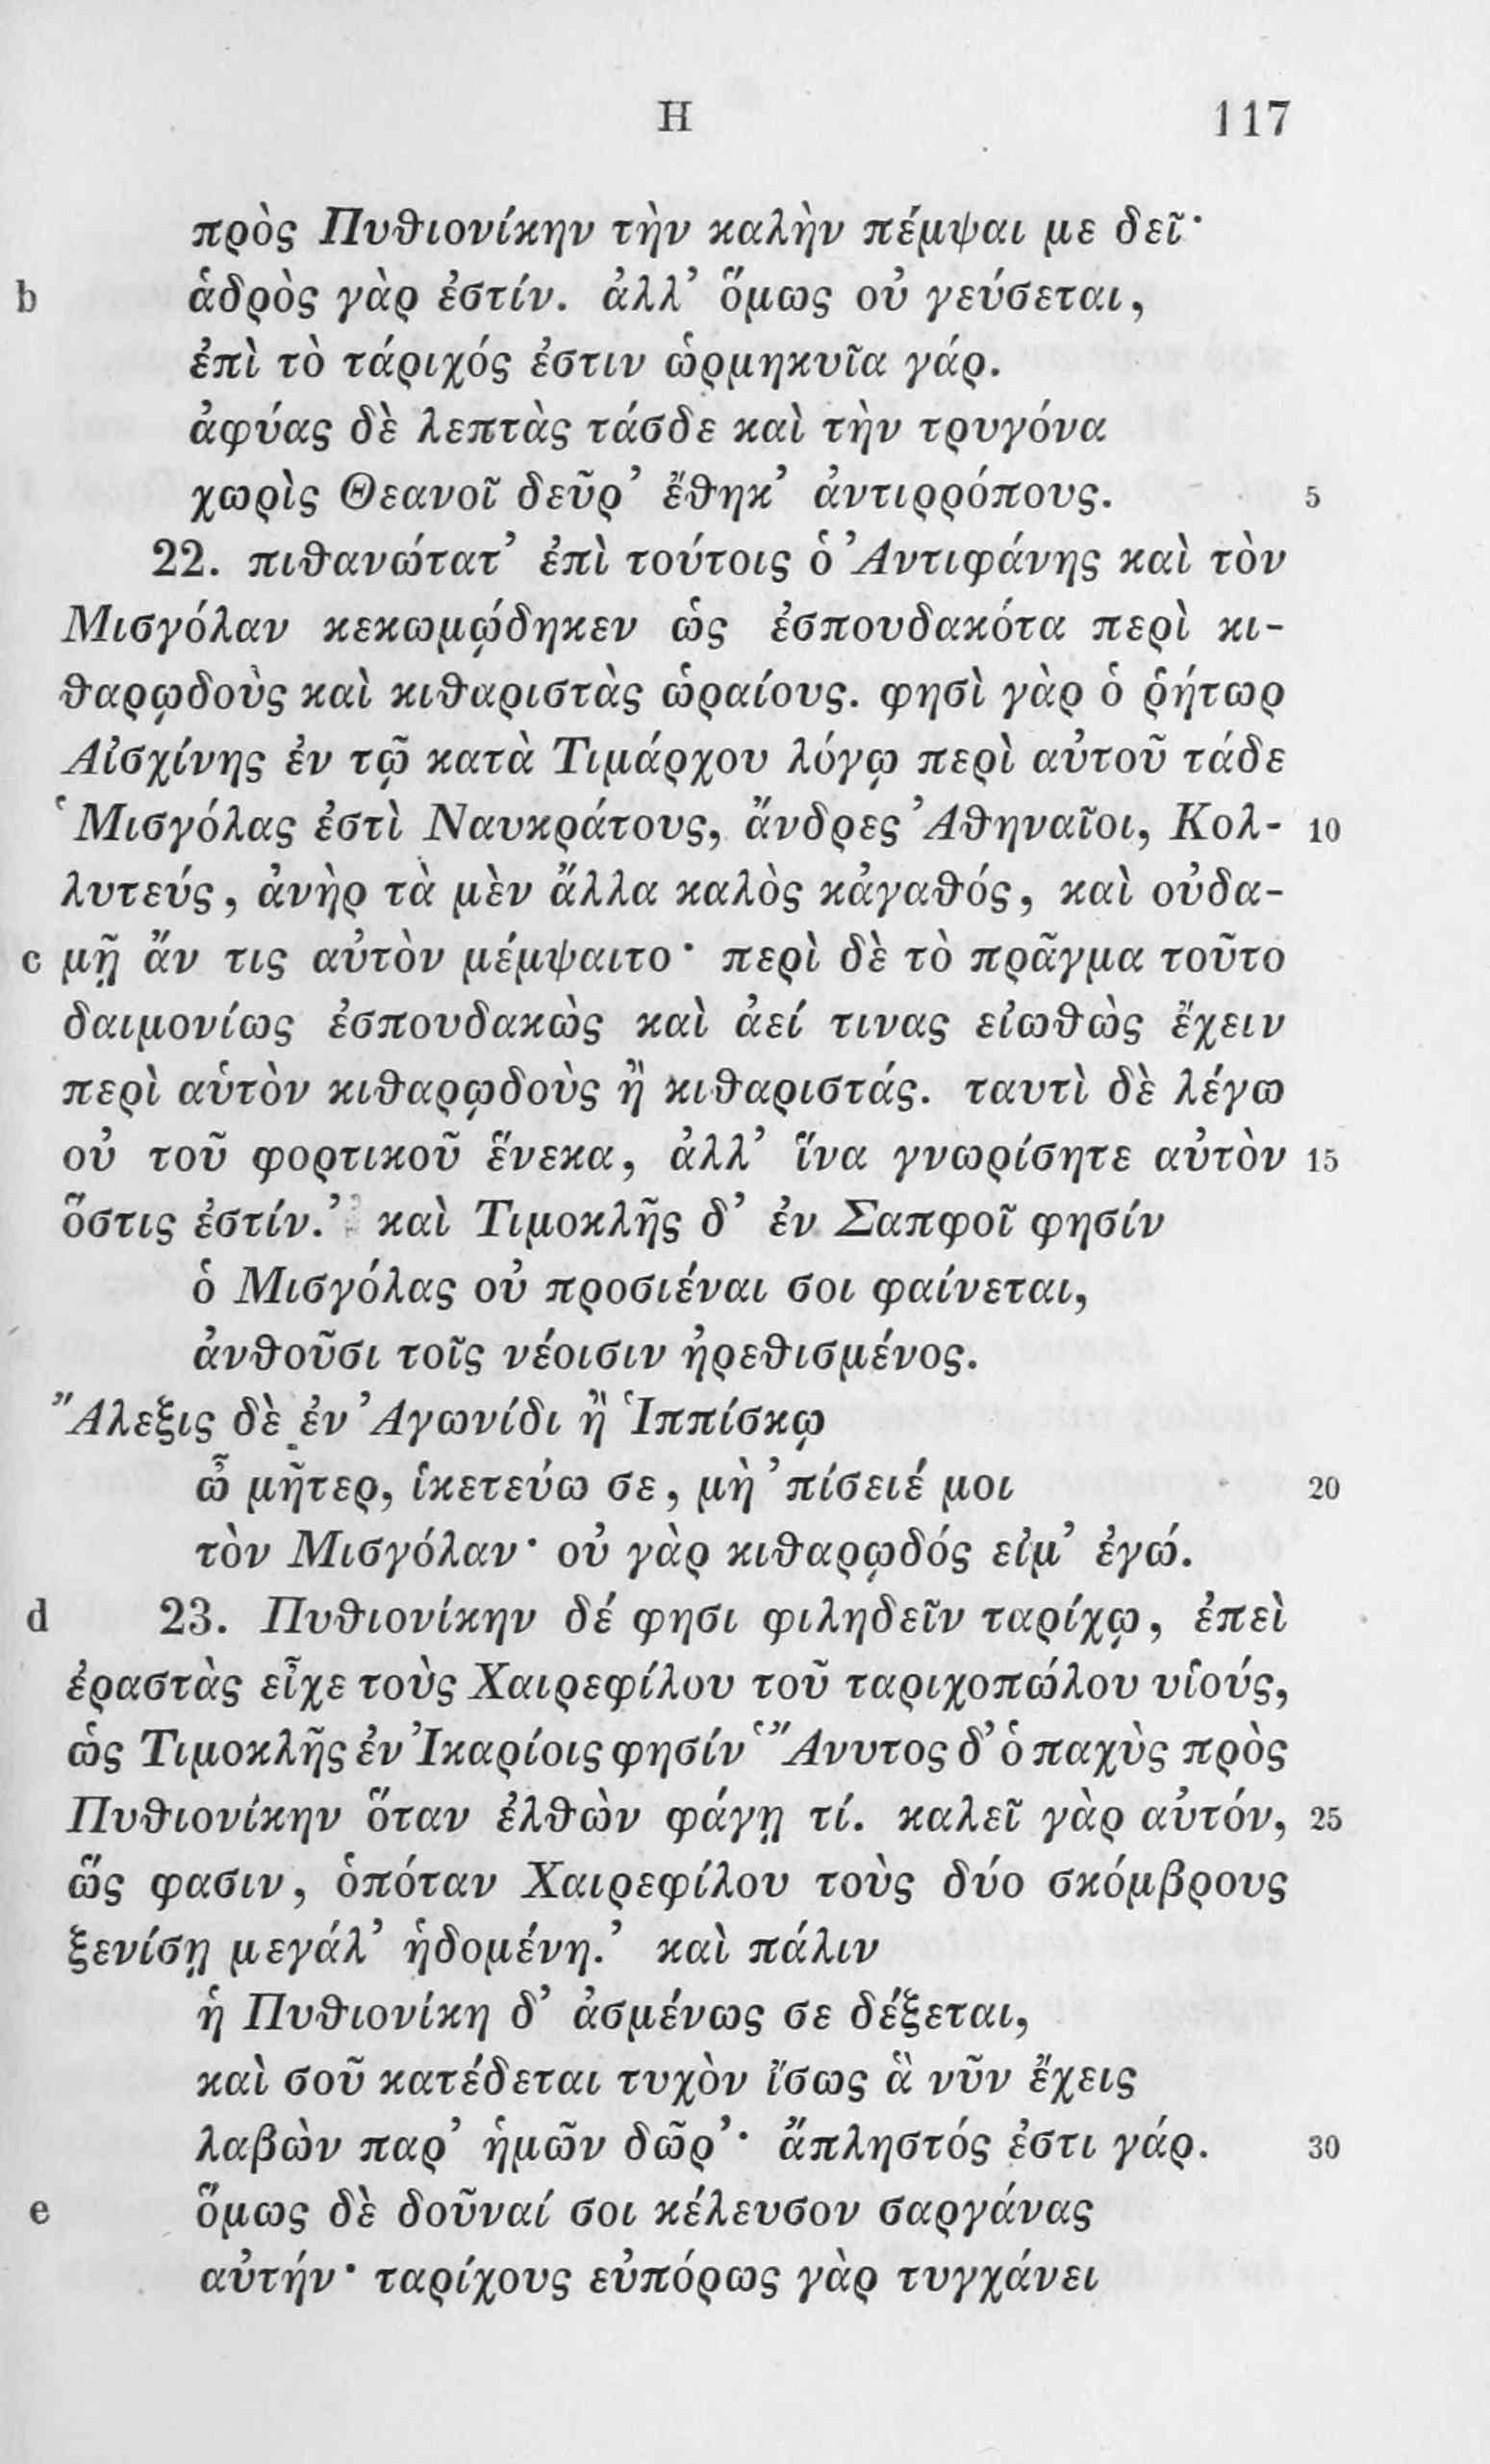 Η 117
πρὸς Πυθιονίκην τὴν καλὴν πέμψαι με δεῖ·
b ἁδρὸς γὰρ ἐστίν. ἀλλ’ ὅμως οὐ γεύσεται,
ἐπὶ τὸ τάριχός ἐστιν ὡρμηκυῖα γάρ.
ἀφύας δὲ λεπτὰς τάσδε καὶ τὴν τρυγόνα
χωρὶς Θεανοῖ δεῦρ’ ἔθηκ’ ἀντιρρόπους. 5
22. πιθανώτατ’ ἐπὶ τούτοις ὁ Ἀντιφάνης καὶ τὸν
Μισγόλαν κεκωμῴδηκεν ὡς ἐσπουδακότα περὶ κι-
θαρῳδοὺς καὶ κιθαριστὰς ὡραίους. φησὶ γὰρ ὁ ῥήτωρ
Αἰσχίνης ἐν τῷ κατὰ Τιμάρχου λόγῳ περὶ αὐτοῦ τάδε
‘Μισγόλας ἐστὶ Ναυκράτους, ἄνδρες Ἀθηναῖοι, Κολ- 10
λυτεύς, ἀνὴρ τὰ μὲν ἄλλα καλὸς κἀγαθός, καὶ οὐδα-
c μῇ ἄν τις αὐτὸν μέμψαιτο· περὶ δὲ τὸ πρᾶγμα τοῦτο
δαιμονίως ἐσπουδακὼς καὶ ἀεί τινας εἰωθὼς ἔχειν
περὶ αὑτὸν κιθαρῳδοὺς ἢ κιθαριστάς. ταυτὶ δὲ λέγω
οὐ τοῦ φορτικοῦ ἕνεκα, ἀλλ’ ἵνα γνωρίσητε αὐτὸν 15
ὅστις ἐστίν.’ καὶ Τιμοκλῆς δ’ ἐν Σαπφοῖ φησίν
ὁ Μισγόλας οὐ προσιέναι σοι φαίνεται,
ἀνθοῦσι τοῖς νέοισιν ἠρεθισμένος.
Ἄλεξις δὲ ἐν Ἀγωνίδι ἢ Ἱππίσκῳ
ὦ μῆτερ, ἱκετεύω σε, μὴ ’πίσειέ μοι 20
τὸν Μισγόλαν· οὐ γὰρ κιθαρῳδός εἰμ’ ἐγώ.
d 23. Πυθιονίκην δέ φησι φιληδεῖν ταρίχῳ, ἐπεὶ
ἐραστὰς εἶχε τοὺς Χαιρεφίλου τοῦ ταριχοπώλου υἱούς,
ὡς Τιμοκλῆς ἐν Ἰκαρίοις φησίν ‘Ἄνυτος δ’ ὁ παχὺς πρὸς
Πυθιονίκην ὅταν ἐλθὼν φάγῃ τί. καλεῖ γὰρ αὐτόν, 25
ὥς φασιν, ὁπόταν Χαιρεφίλου τοὺς δύο σκόμβρους
ξενίσῃ μεγάλ’ ἡδομένη.’ καὶ πάλιν
ἡ Πυθιονίκη δ’ ἀσμένως σε δέξεται,
καὶ σοῦ κατέδεται τυχὸν ἴσως ἃ νῦν ἔχεις
λαβὼν παρ’ ἡμῶν δῶρ’· ἄπληστός ἐστι γάρ. 30
e ὅμως δὲ δοῦναί σοι κέλευσον σαργάνας
αὐτήν· ταρίχους εὐπόρως γὰρ τυγχάνει